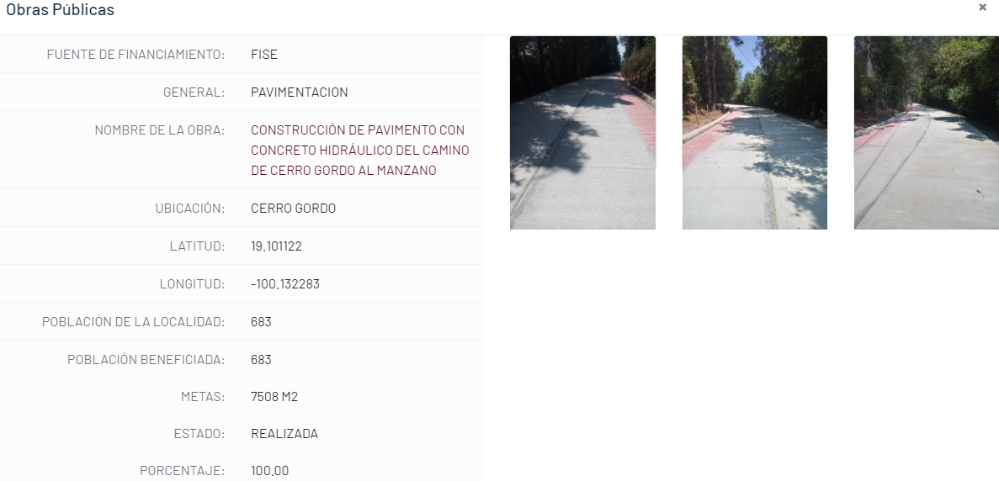 Obras Públicas
×
FUENTE DE FINANCIAMIENTO: FISE
GENERAL: PAVIMENTACION
NOMBRE DE LA OBRA: CONSTRUCCIÓN DE PAVIMENTO CON
CONCRETO HIDRÁULICO DEL CAMINO
DE CERRO GORDO AL MANZANO
UBICACIÓN: CERRO GORDO
LATITUD: 19.101122
LONGITUD: -100.132283
POBLACIÓN DE LA LOCALIDAD: 683
POBLACIÓN BENEFICIADA: 683
METAS: 7508 M2
ESTADO: REALIZADA
PORCENTAJE: 100.00